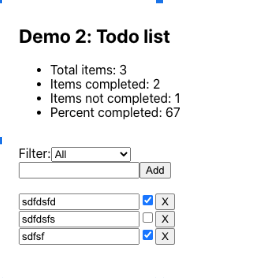 Demo 2: Todo list
Total items: 3
Items completed: 2
Items not completed: 1
Percent completed: 67
Filter: All
Add
sdfdsfd X
sdfdsfs X
sdfsf X